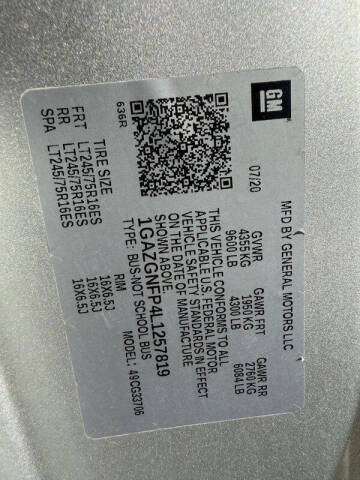 GM
MFD BY GENERAL MOTORS LLC
07/20
GVWR GAWR FRT GAWR RR
4355 KG 1950 KG 2760 KG
9600 LB 4300 LB 6084 LB
THIS VEHICLE CONFORMS TO ALL
APPLICABLE U.S. FEDERAL MOTOR
VEHICLE SAFETY STANDARDS IN EFFECT
ON THE DATE OF MANUFACTURE
SHOWN ABOVE.
1GAZGNFP4L1257819
TYPE: BUS-NOT SCHOOL BUS
MODEL: 49CG33706
636R
TIRE SIZE RIM
FRT LT245/75R16ES 16X6.5J
RR LT245/75R16ES 16X6.5J
SPA LT245/75R16ES 16X6.5J